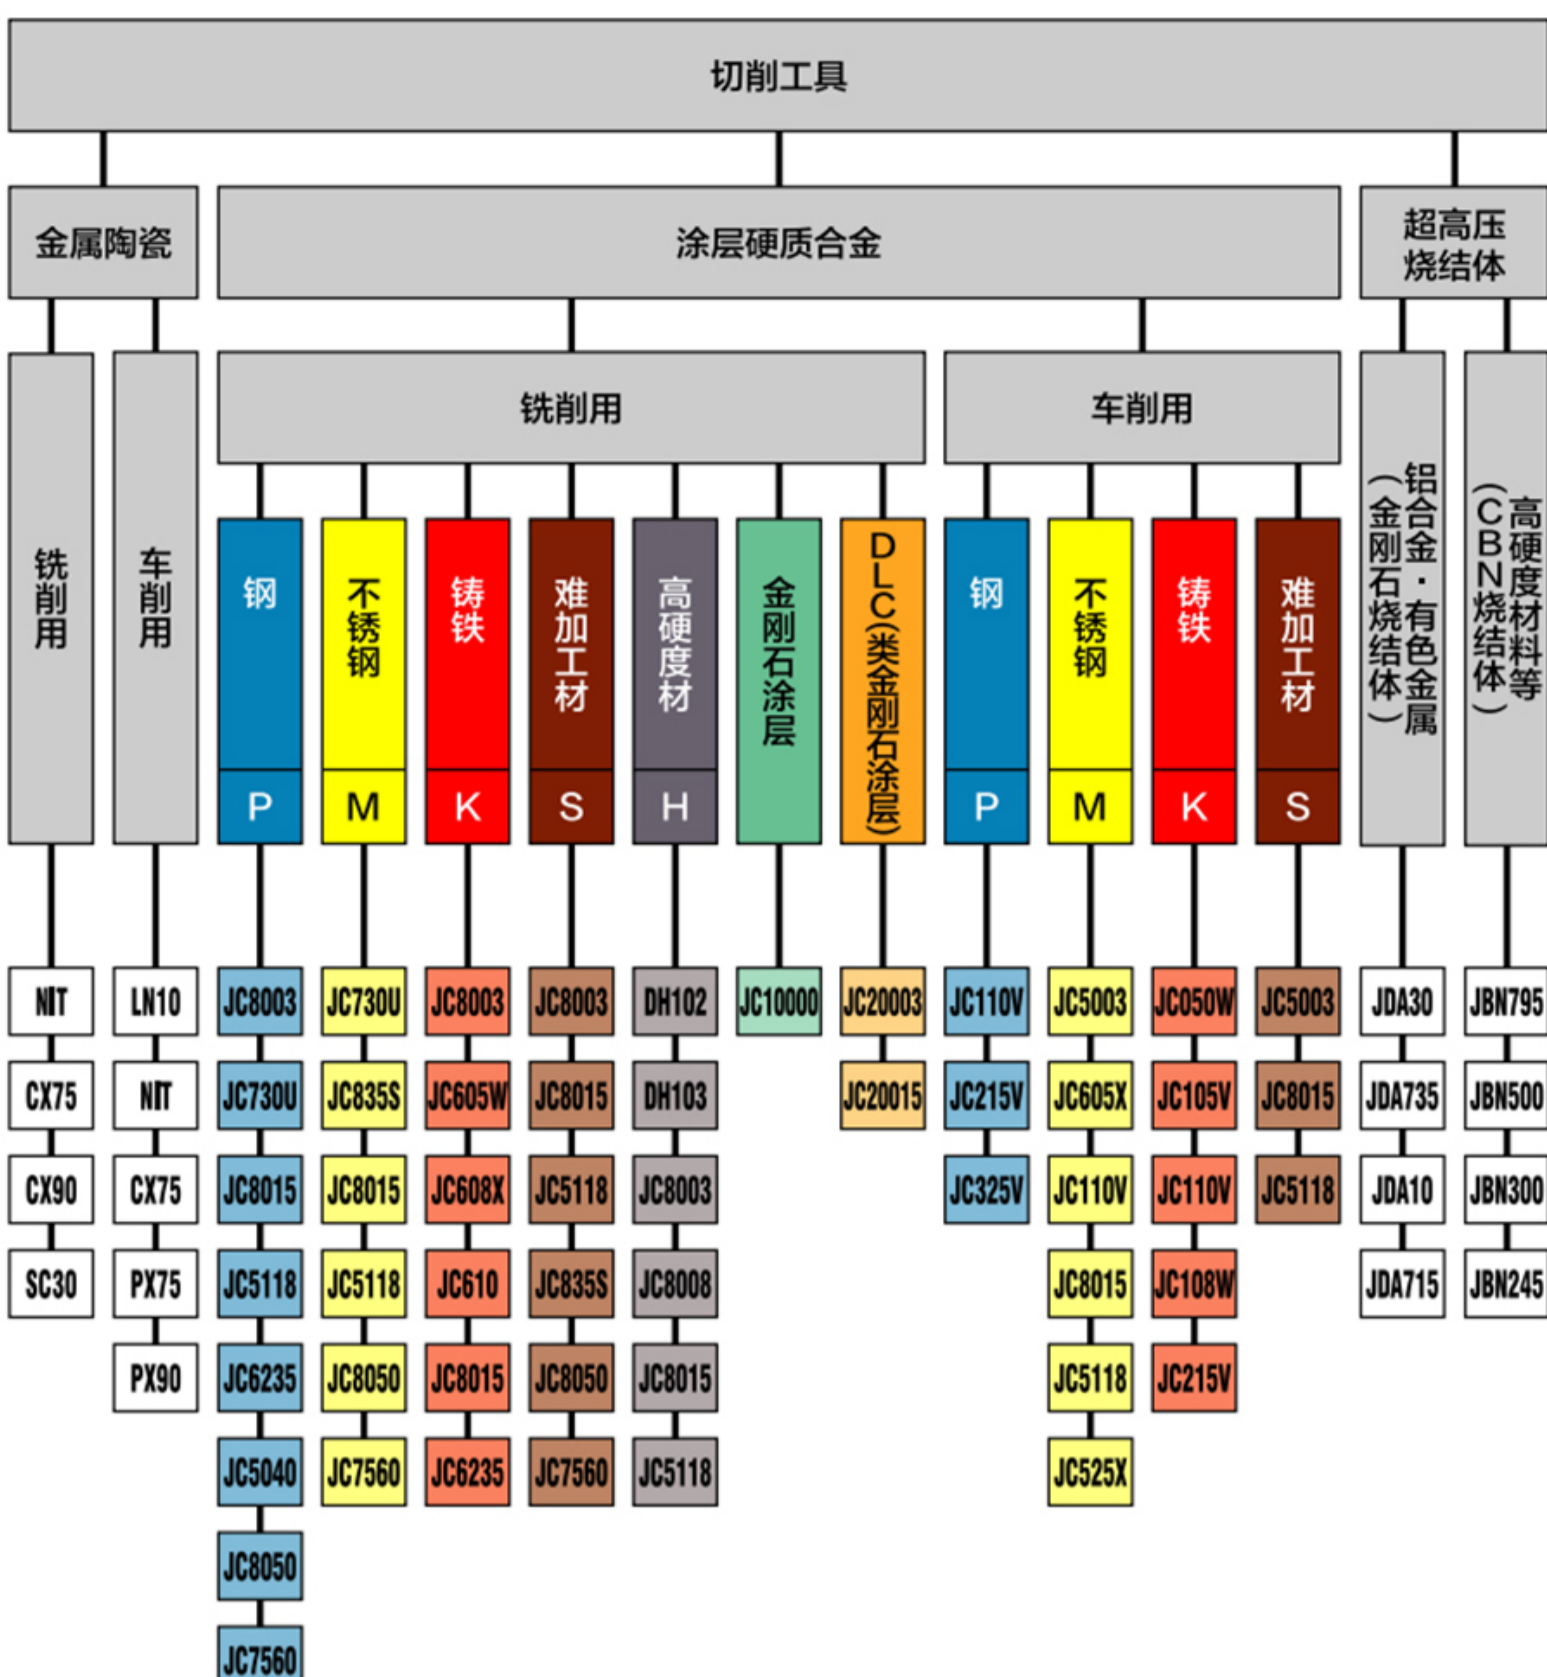 切削工具
金属陶瓷
涂层硬质合金
超高压
烧结体
铣削用
车削用
铣削用
车削用
铝合金·有色金属
(金刚石烧结体)
高硬度材料等
(CBN烧结体)
钢
不锈钢
铸铁
难加工材
高硬度材
金刚石涂层
DLC(类金刚石涂层)
钢
不锈钢
铸铁
难加工材
P
M
K
S
H
P
M
K
S
NIT
LN10
JC8003
JC730U
JC8003
JC8003
DH102
JC10000
JC20003
JC110V
JC5003
JC050W
JC5003
JDA30
JBN795
CX75
NIT
JC730U
JC835S
JC605W
JC8015
DH103
JC20015
JC215V
JC605X
JC105V
JC8015
JDA735
JBN500
CX90
CX75
JC8015
JC8015
JC608X
JC5118
JC8003
JC325V
JC110V
JC110V
JC5118
JDA10
JBN300
SC30
PX75
JC5118
JC5118
JC610
JC835S
JC8008
JC8015
JC108W
JDA715
JBN245
PX90
JC6235
JC8050
JC8015
JC8050
JC8015
JC5118
JC215V
JC5040
JC7560
JC6235
JC7560
JC5118
JC525X
JC8050
JC7560